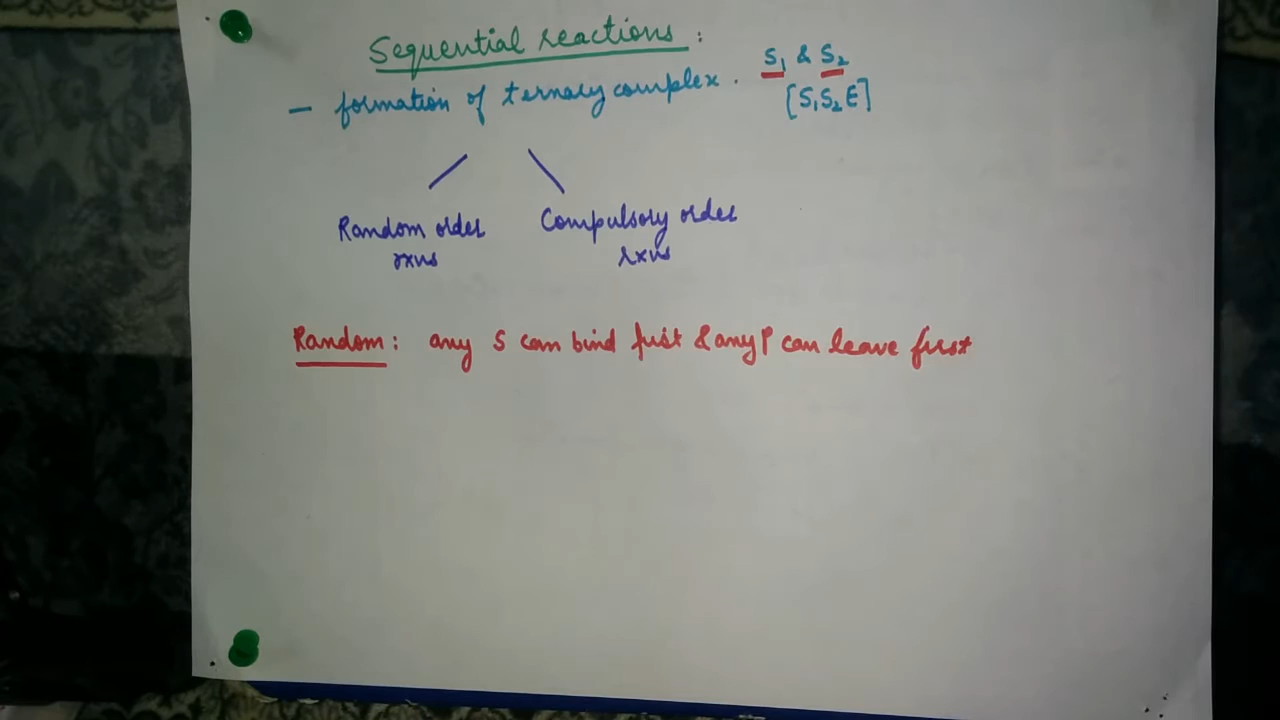 Sequential reactions :
– formation of ternary complex. S₁ & S₂
[S₁S₂E]
Random order rxns
Compulsory order rxns
Random : any S can bind first & any P can leave first